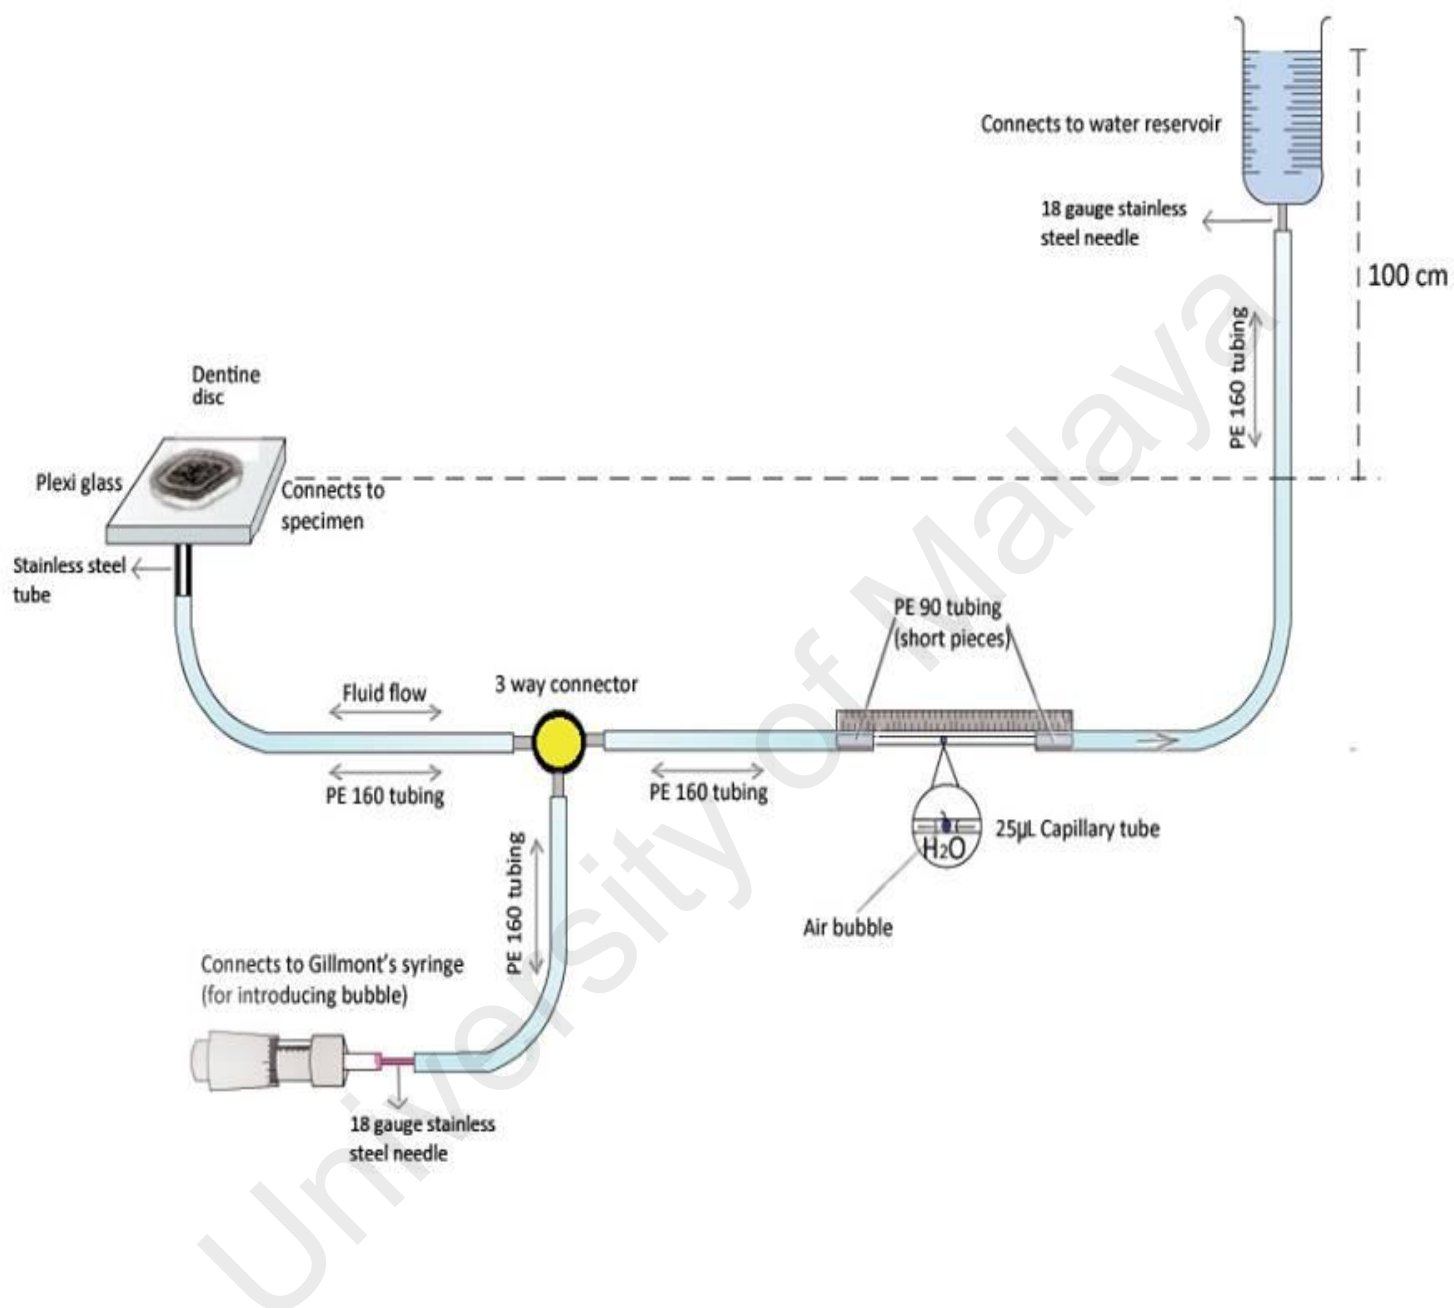 Connects to water reservoir
18 gauge stainless
steel needle
100 cm
PE 160 tubing
Dentine
disc
Plexi glass
Connects to
specimen
Stainless steel
tube
PE 90 tubing
(short pieces)
Fluid flow
3 way connector
PE 160 tubing
PE 160 tubing
25µL Capillary tube
H2O
Air bubble
PE 160 tubing
Connects to Gillmont's syringe
(for introducing bubble)
18 gauge stainless
steel needle
University of Malaya